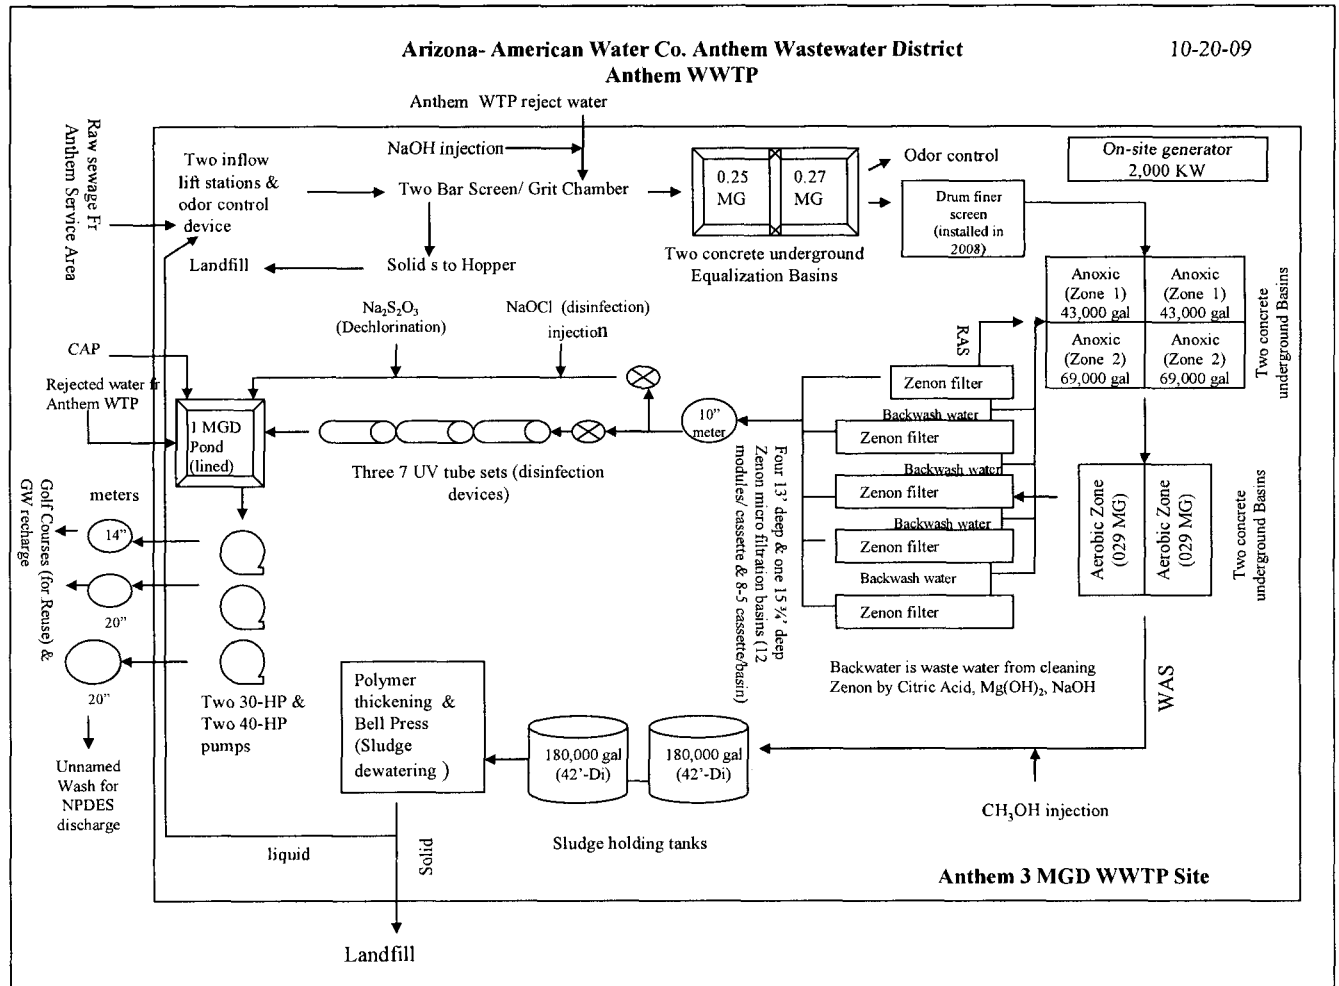 Arizona- American Water Co. Anthem Wastewater District
Anthem WWTP
10-20-09
Anthem WTP reject water
Raw sewage Fr
Anthem Service Area
Two inflow
lift stations &
odor control
device
NaOH injection
Two Bar Screen/ Grit Chamber
Solid s to Hopper
Landfill
0.25
MG
0.27
MG
Two concrete underground
Equalization Basins
Odor control
Drum finer
screen
(installed in
2008)
On-site generator
2,000 KW
Anoxic
(Zone 1)
43,000 gal
Anoxic
(Zone 1)
43,000 gal
Anoxic
(Zone 2)
69,000 gal
Anoxic
(Zone 2)
69,000 gal
Two concrete
underground Basins
Na2S2O3
(Dechlorination)
NaOCl (disinfection)
injection
CAP
Rejected water fr
Anthem WTP
1 MGD
Pond
(lined)
Three 7 UV tube sets (disinfection
devices)
10"
meter
RAS
Zenon filter
Backwash water
Zenon filter
Backwash water
Zenon filter
Backwash water
Zenon filter
Backwash water
Zenon filter
Four 13' deep & one 15 ¾' deep
Zenon micro filtration basins (12
modules/ cassette & 8-5 cassette/basin)
Aerobic Zone
(029 MG)
Aerobic Zone
(029 MG)
Two concrete
underground Basins
Backwater is waste water from cleaning
Zenon by Citric Acid, Mg(OH)2, NaOH
WAS
CH3OH injection
meters
14"
20"
20"
Golf Courses (for Reuse) &
GW recharge
Two 30-HP &
Two 40-HP
pumps
Unnamed
Wash for
NPDES
discharge
Polymer
thickening &
Bell Press
(Sludge
dewatering )
180,000 gal
(42'-Di)
180,000 gal
(42'-Di)
Sludge holding tanks
liquid
Solid
Landfill
Anthem 3 MGD WWTP Site